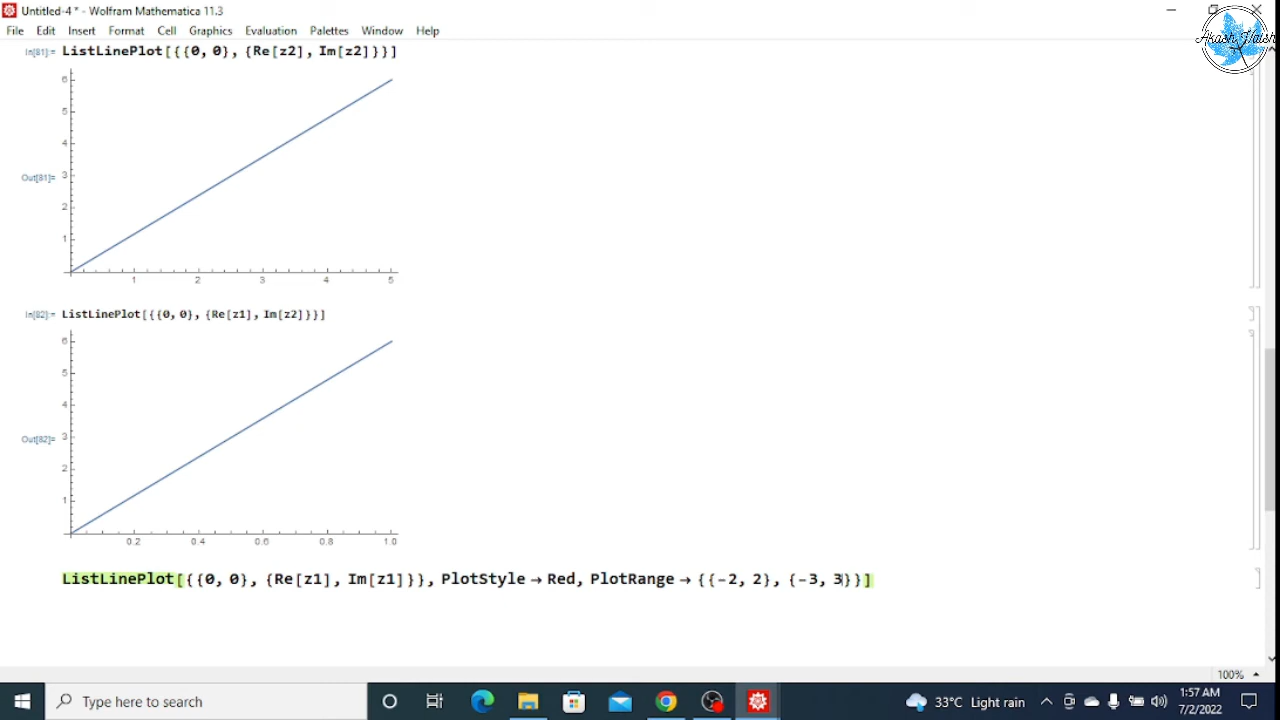 Untitled-4 * - Wolfram Mathematica 11.3
File Edit Insert Format Cell Graphics Evaluation Palettes Window Help
In[81]:= ListLinePlot[{{0, 0}, {Re[z2], Im[z2]}}]
6
5
4
Out[81]= 3
2
1
1 2 3 4 5
In[82]:= ListLinePlot[{{0, 0}, {Re[z1], Im[z2]}}]
6
5
4
Out[82]= 3
2
1
0.2 0.4 0.6 0.8 1.0
ListLinePlot[{{0, 0}, {Re[z1], Im[z1]}}, PlotStyle → Red, PlotRange → {{-2, 2}, {-3, 3}}]
100%
Type here to search
33°C Light rain
1:57 AM
7/2/2022